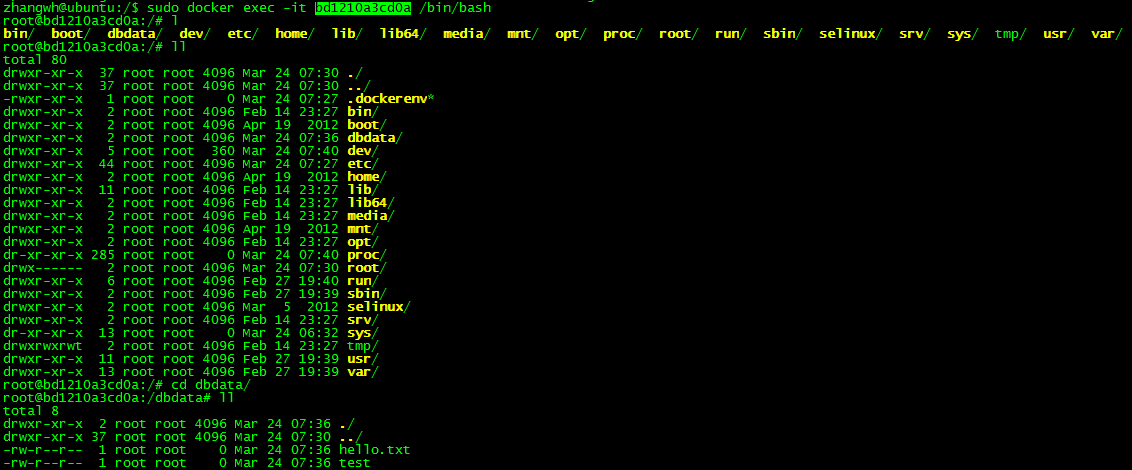 zhangwh@ubuntu:/$ sudo docker exec -it bd1210a3cd0a /bin/bash
root@bd1210a3cd0a:/# l
bin/  boot/  dbdata/  dev/  etc/  home/  lib/  lib64/  media/  mnt/  opt/  proc/  root/  run/  sbin/  selinux/  srv/  sys/  tmp/  usr/  var/
root@bd1210a3cd0a:/# ll
total 80
drwxr-xr-x  37 root root 4096 Mar 24 07:30 ./
drwxr-xr-x  37 root root 4096 Mar 24 07:30 ../
-rwxr-xr-x   1 root root    0 Mar 24 07:27 .dockerenv*
drwxr-xr-x   2 root root 4096 Feb 14 23:27 bin/
drwxr-xr-x   2 root root 4096 Apr 19  2012 boot/
drwxr-xr-x   2 root root 4096 Mar 24 07:36 dbdata/
drwxr-xr-x   5 root root  360 Mar 24 07:40 dev/
drwxr-xr-x  44 root root 4096 Mar 24 07:27 etc/
drwxr-xr-x   2 root root 4096 Apr 19  2012 home/
drwxr-xr-x  11 root root 4096 Feb 14 23:27 lib/
drwxr-xr-x   2 root root 4096 Feb 14 23:27 lib64/
drwxr-xr-x   2 root root 4096 Feb 14 23:27 media/
drwxr-xr-x   2 root root 4096 Apr 19  2012 mnt/
drwxr-xr-x   2 root root 4096 Feb 14 23:27 opt/
dr-xr-xr-x 285 root root    0 Mar 24 07:40 proc/
drwx------   2 root root 4096 Mar 24 07:30 root/
drwxr-xr-x   6 root root 4096 Feb 27 19:40 run/
drwxr-xr-x   2 root root 4096 Feb 27 19:39 sbin/
drwxr-xr-x   2 root root 4096 Mar  5  2012 selinux/
drwxr-xr-x   2 root root 4096 Feb 14 23:27 srv/
dr-xr-xr-x  13 root root    0 Mar 24 06:32 sys/
drwxrwxrwt   2 root root 4096 Feb 14 23:28 tmp/
drwxr-xr-x  11 root root 4096 Feb 27 19:39 usr/
drwxr-xr-x  13 root root 4096 Feb 27 19:39 var/
root@bd1210a3cd0a:/# cd dbdata/
root@bd1210a3cd0a:/dbdata# ll
total 8
drwxr-xr-x  2 root root 4096 Mar 24 07:36 ./
drwxr-xr-x 37 root root 4096 Mar 24 07:30 ../
-rw-r--r--  1 root root    0 Mar 24 07:36 hello.txt
-rw-r--r--  1 root root    0 Mar 24 07:36 test